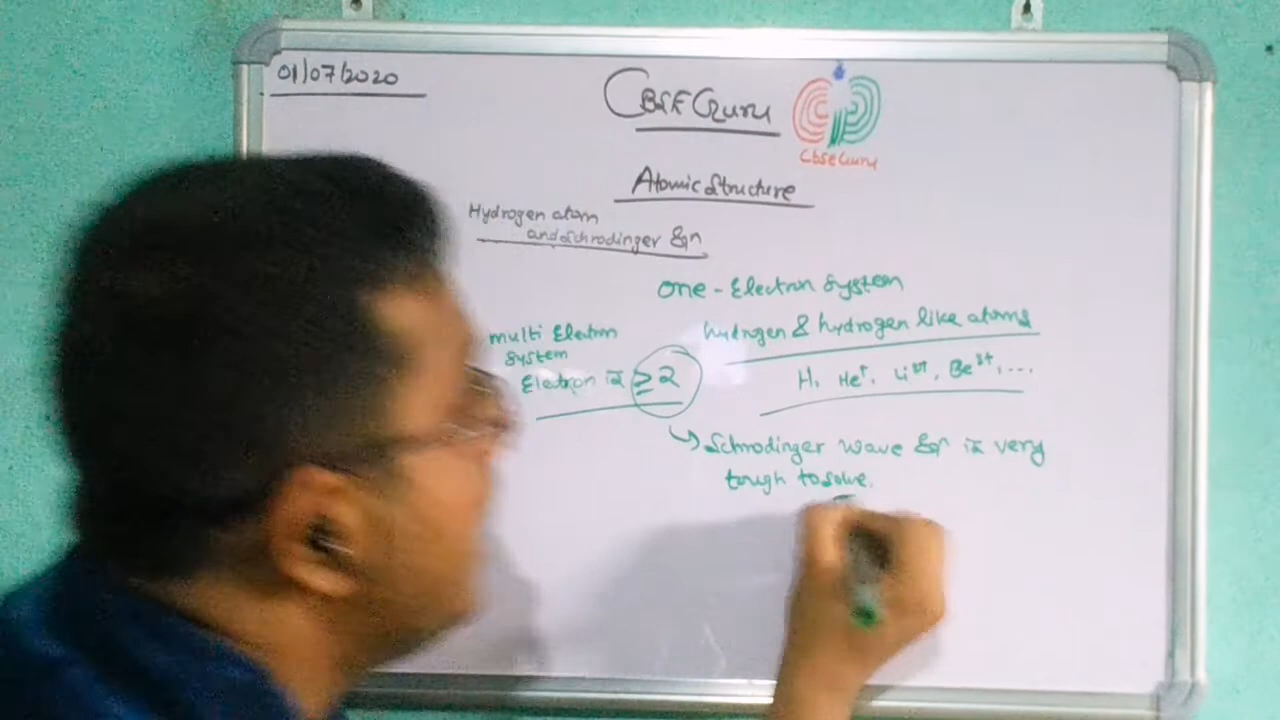 01/07/2020
CBSE Guru
CbseGuru
Atomic Structure
Hydrogen atom
and Schrodinger Eqn
One - Electron System
hydrogen & hydrogen like atoms
H, He⁺, Li²⁺, Be³⁺, ...
multi Electron
System
Electron is ≥ 2
↳ Schrodinger wave Eqn is very
tough to solve.